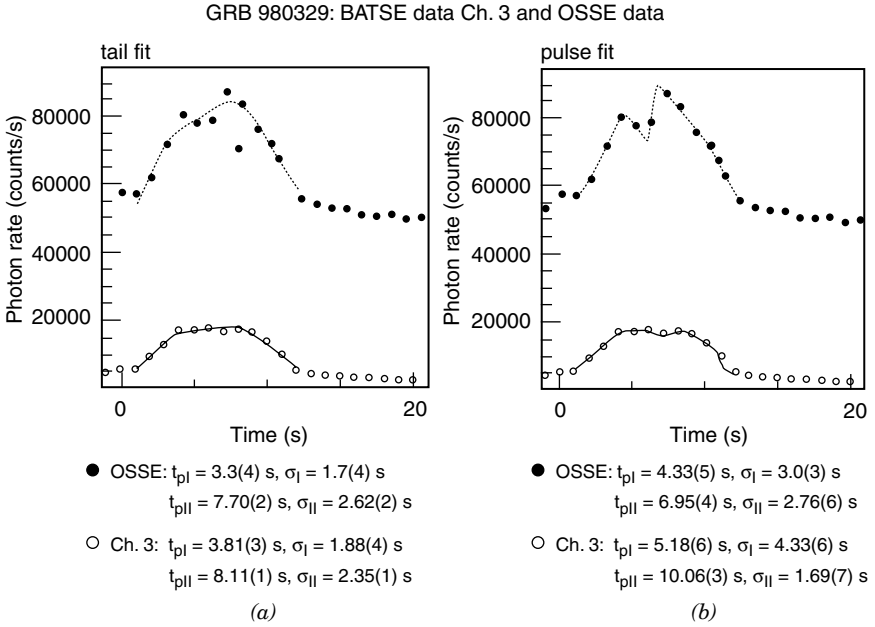 GRB 980329: BATSE data Ch. 3 and OSSE data
tail fit
Photon rate (counts/s)
80000
60000
40000
20000
0
20
Time (s)
● OSSE: t_pI = 3.3(4) s, σ_I = 1.7(4) s
t_pII = 7.70(2) s, σ_II = 2.62(2) s
○ Ch. 3: t_pI = 3.81(3) s, σ_I = 1.88(4) s
t_pII = 8.11(1) s, σ_II = 2.35(1) s
(a)
pulse fit
Photon rate (counts/s)
80000
60000
40000
20000
0
20
Time (s)
● OSSE: t_pI = 4.33(5) s, σ_I = 3.0(3) s
t_pII = 6.95(4) s, σ_II = 2.76(6) s
○ Ch. 3: t_pI = 5.18(6) s, σ_I = 4.33(6) s
t_pII = 10.06(3) s, σ_II = 1.69(7) s
(b)